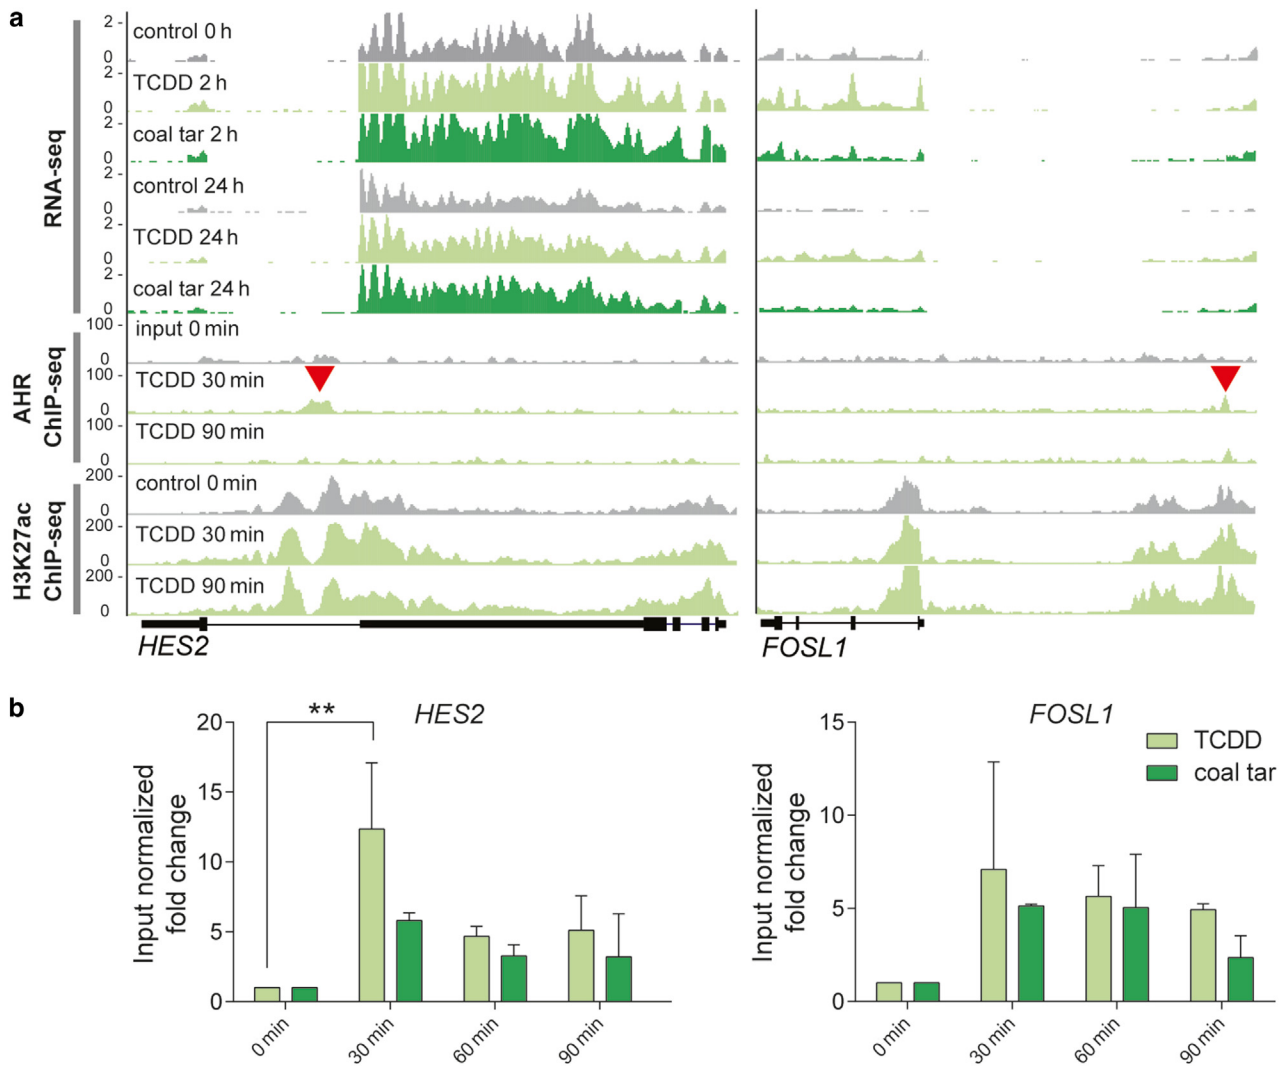 a
RNA-seq
AHR
ChIP-seq
H3K27ac
ChIP-seq
2
control 0 h
0
2
TCDD 2 h
0
2
coal tar 2 h
0
2
control 24 h
0
2
TCDD 24 h
0
2
coal tar 24 h
0
100
input 0 min
0
100
TCDD 30 min
0
100
TCDD 90 min
0
200
control 0 min
0
200
TCDD 30 min
0
200
TCDD 90 min
0
HES2
FOSL1
b
HES2
Input normalized
fold change
20
15
10
5
0
**
0 min
30 min
60 min
90 min
FOSL1
Input normalized
fold change
15
10
5
0
TCDD
coal tar
0 min
30 min
60 min
90 min